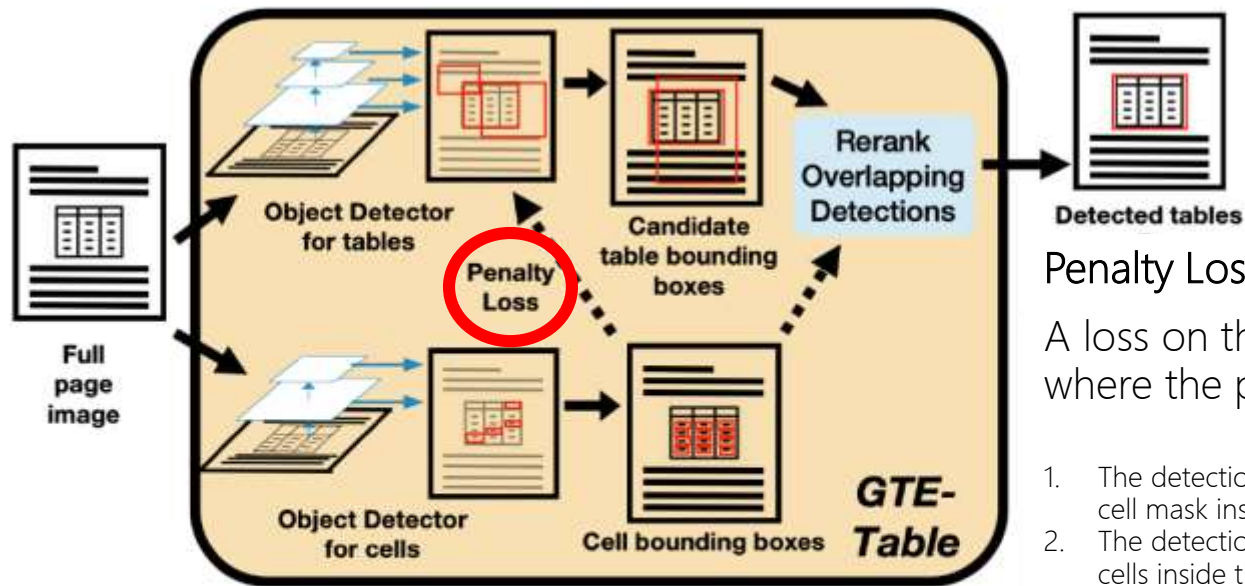 Full
page
image
Object Detector
for tables
Penalty
Loss
Object Detector
for cells
Candidate
table bounding
boxes
Cell bounding boxes
Rerank
Overlapping
Detections
GTE-
Table
Detected tables
Penalty Los
A loss on th
where the p
1. The detectio
cell mask ins
2. The detectio
cells inside t